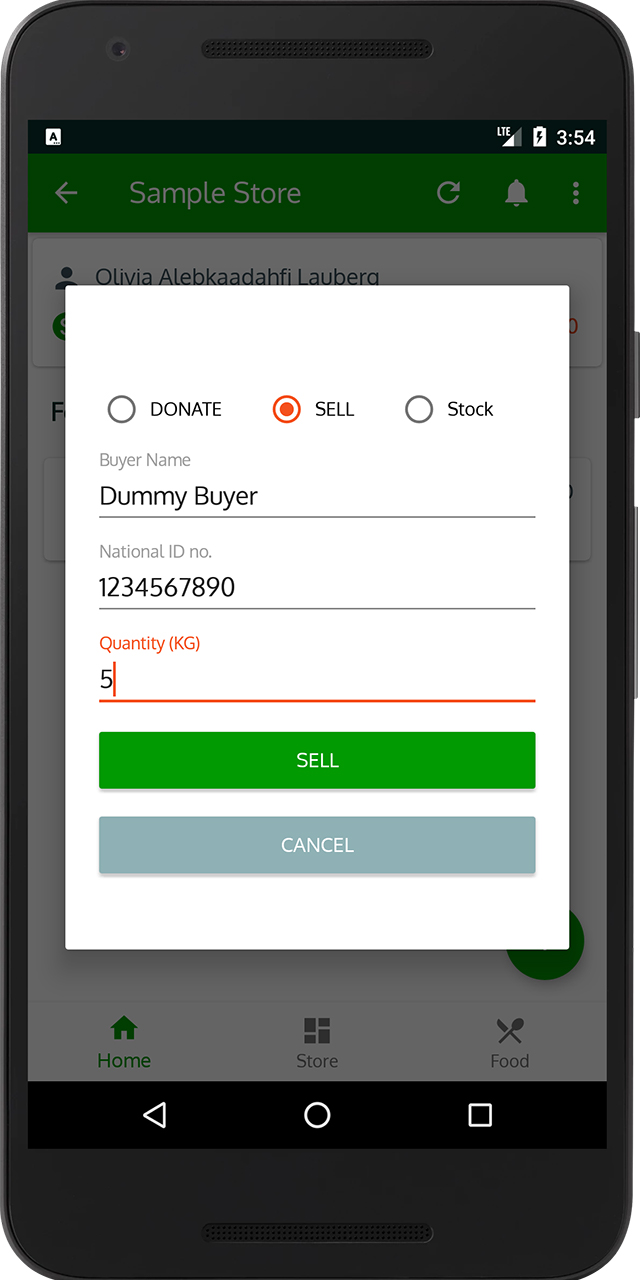 LTE 3:54
Sample Store
Olivia Alebkaadahfi Lauberg
DONATE SELL Stock
Buyer Name
Dummy Buyer
National ID no.
1234567890
Quantity (KG)
5
SELL
CANCEL
Home Store Food